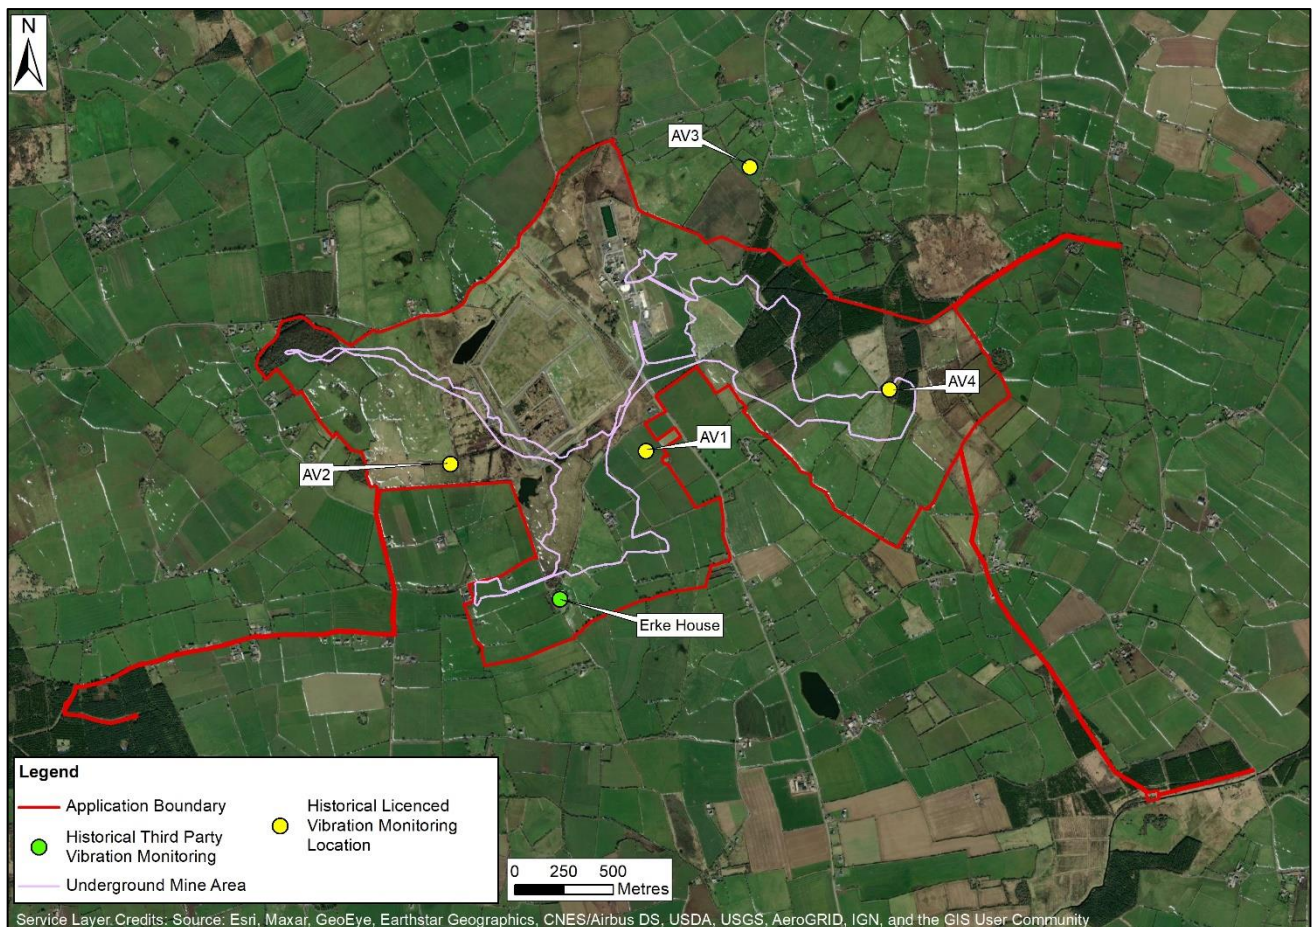 N
AV3
AV4
AV1
AV2
Erke House
Legend
Application Boundary
Historical Third Party
Vibration Monitoring
Underground Mine Area
Historical Licenced
Vibration Monitoring
Location
0 250 500
Metres
Service Layer Credits: Source: Esri, Maxar, GeoEye, Earthstar Geographics, CNES/Airbus DS, USDA, USGS, AeroGRID, IGN, and the GIS User Community